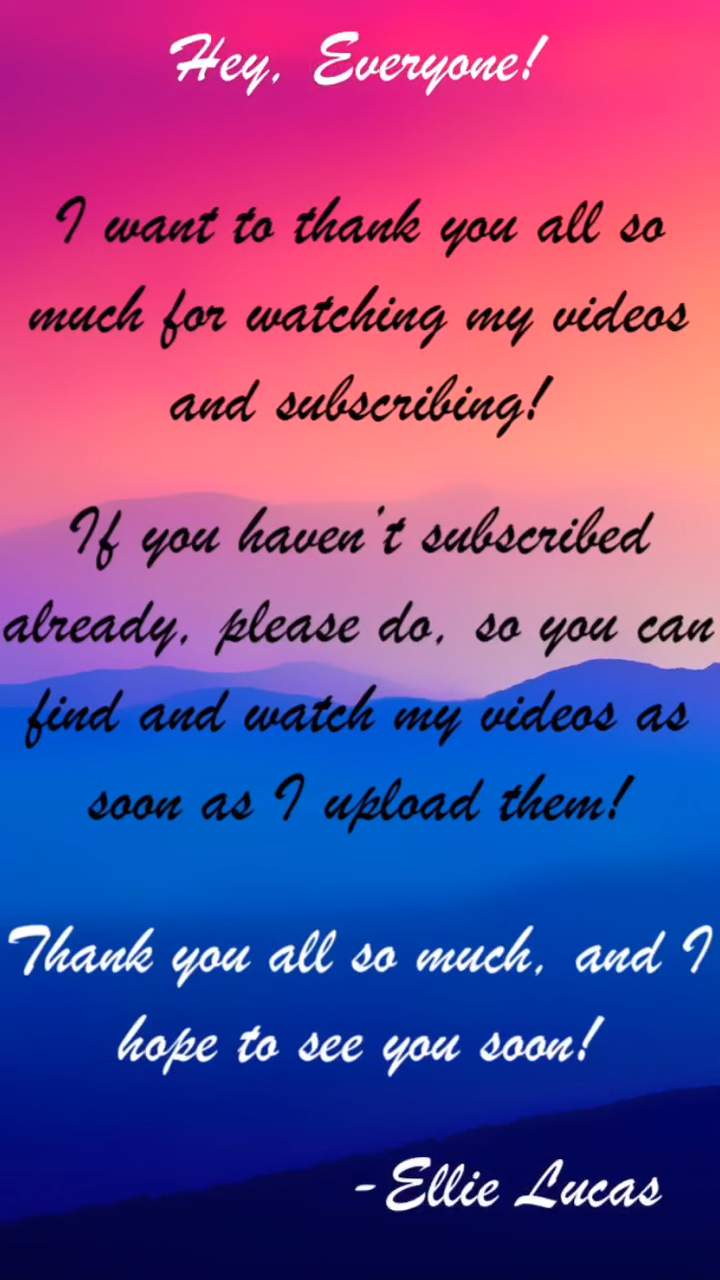 Hey, Everyone!
I want to thank you all so
much for watching my videos
and subscribing!
If you haven't subscribed
already, please do, so you can
find and watch my videos as
soon as I upload them!
Thank you all so much, and I
hope to see you soon!
-Ellie Lucas